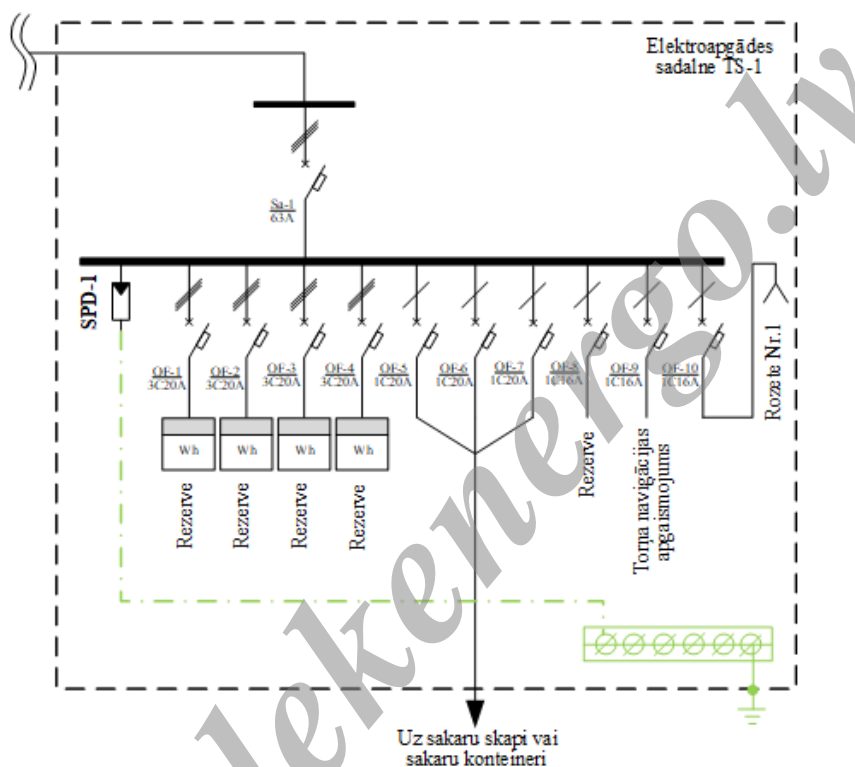 Elektroapgādes
sadalne TS-1
Sa-1
63A
SPD-1
QF-1
3C20A
QF-2
3C20A
QF-3
3C20A
QF-4
3C20A
QF-5
1C20A
QF-6
1C20A
QF-7
1C20A
QF-8
1C16A
QF-9
1C16A
QF-10
1C16A
Rozete Nr.1
Wh
Wh
Wh
Wh
Rezerve
Rezerve
Rezerve
Rezerve
Rezerve
Torņa navigācijas
apgaismojums
Uz sakaru skapi vai
sakaru konteineri
lekenergo.lv